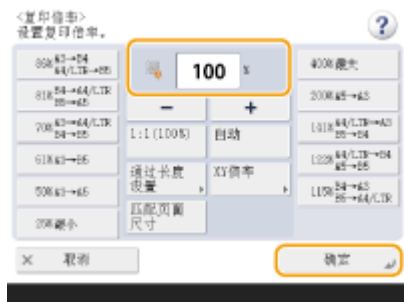 <复印倍率>
设置复印倍率。
?
86% A3→B4
A4/LTR→B5
100 %
400% 最大
81% B4→A4/LTR
B5→A5
-
+
200% A5→A3
70% A3→A4/LTR
B4→B5
1:1(100%)
自动
141% A4/LTR→A3
B5→B4
61% A3→B5
通过长度
设置
XY倍率
122% A4/LTR→B4
A5→B5
50% A3→A5
115% B4→A3
B5→A4/LTR
25% 最小
匹配页面
尺寸
× 取消
确定